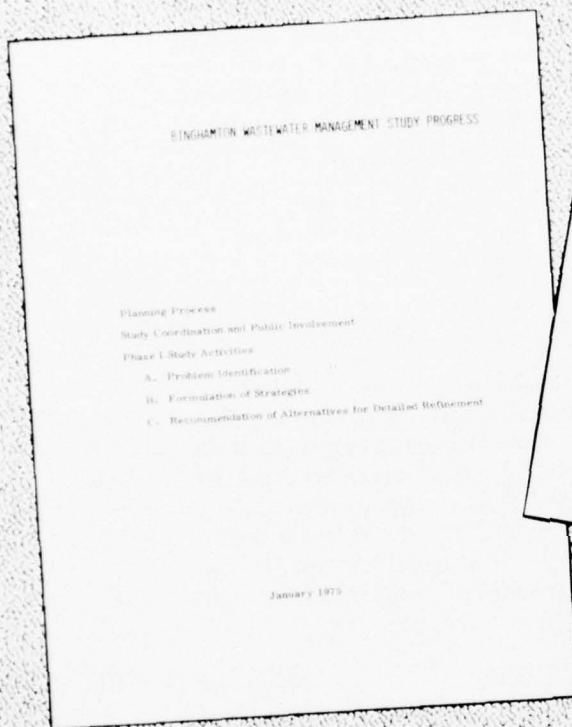 BINGHAMTON WASTEWATER MANAGEMENT STUDY PROGRESS
Planning Process
Study Coordination and Public Involvement
Phase I Study Activities
A. Problem Identification
B. Formulation of Strategies
C. Recommendation of Alternatives for Detailed Refinement
January 1975